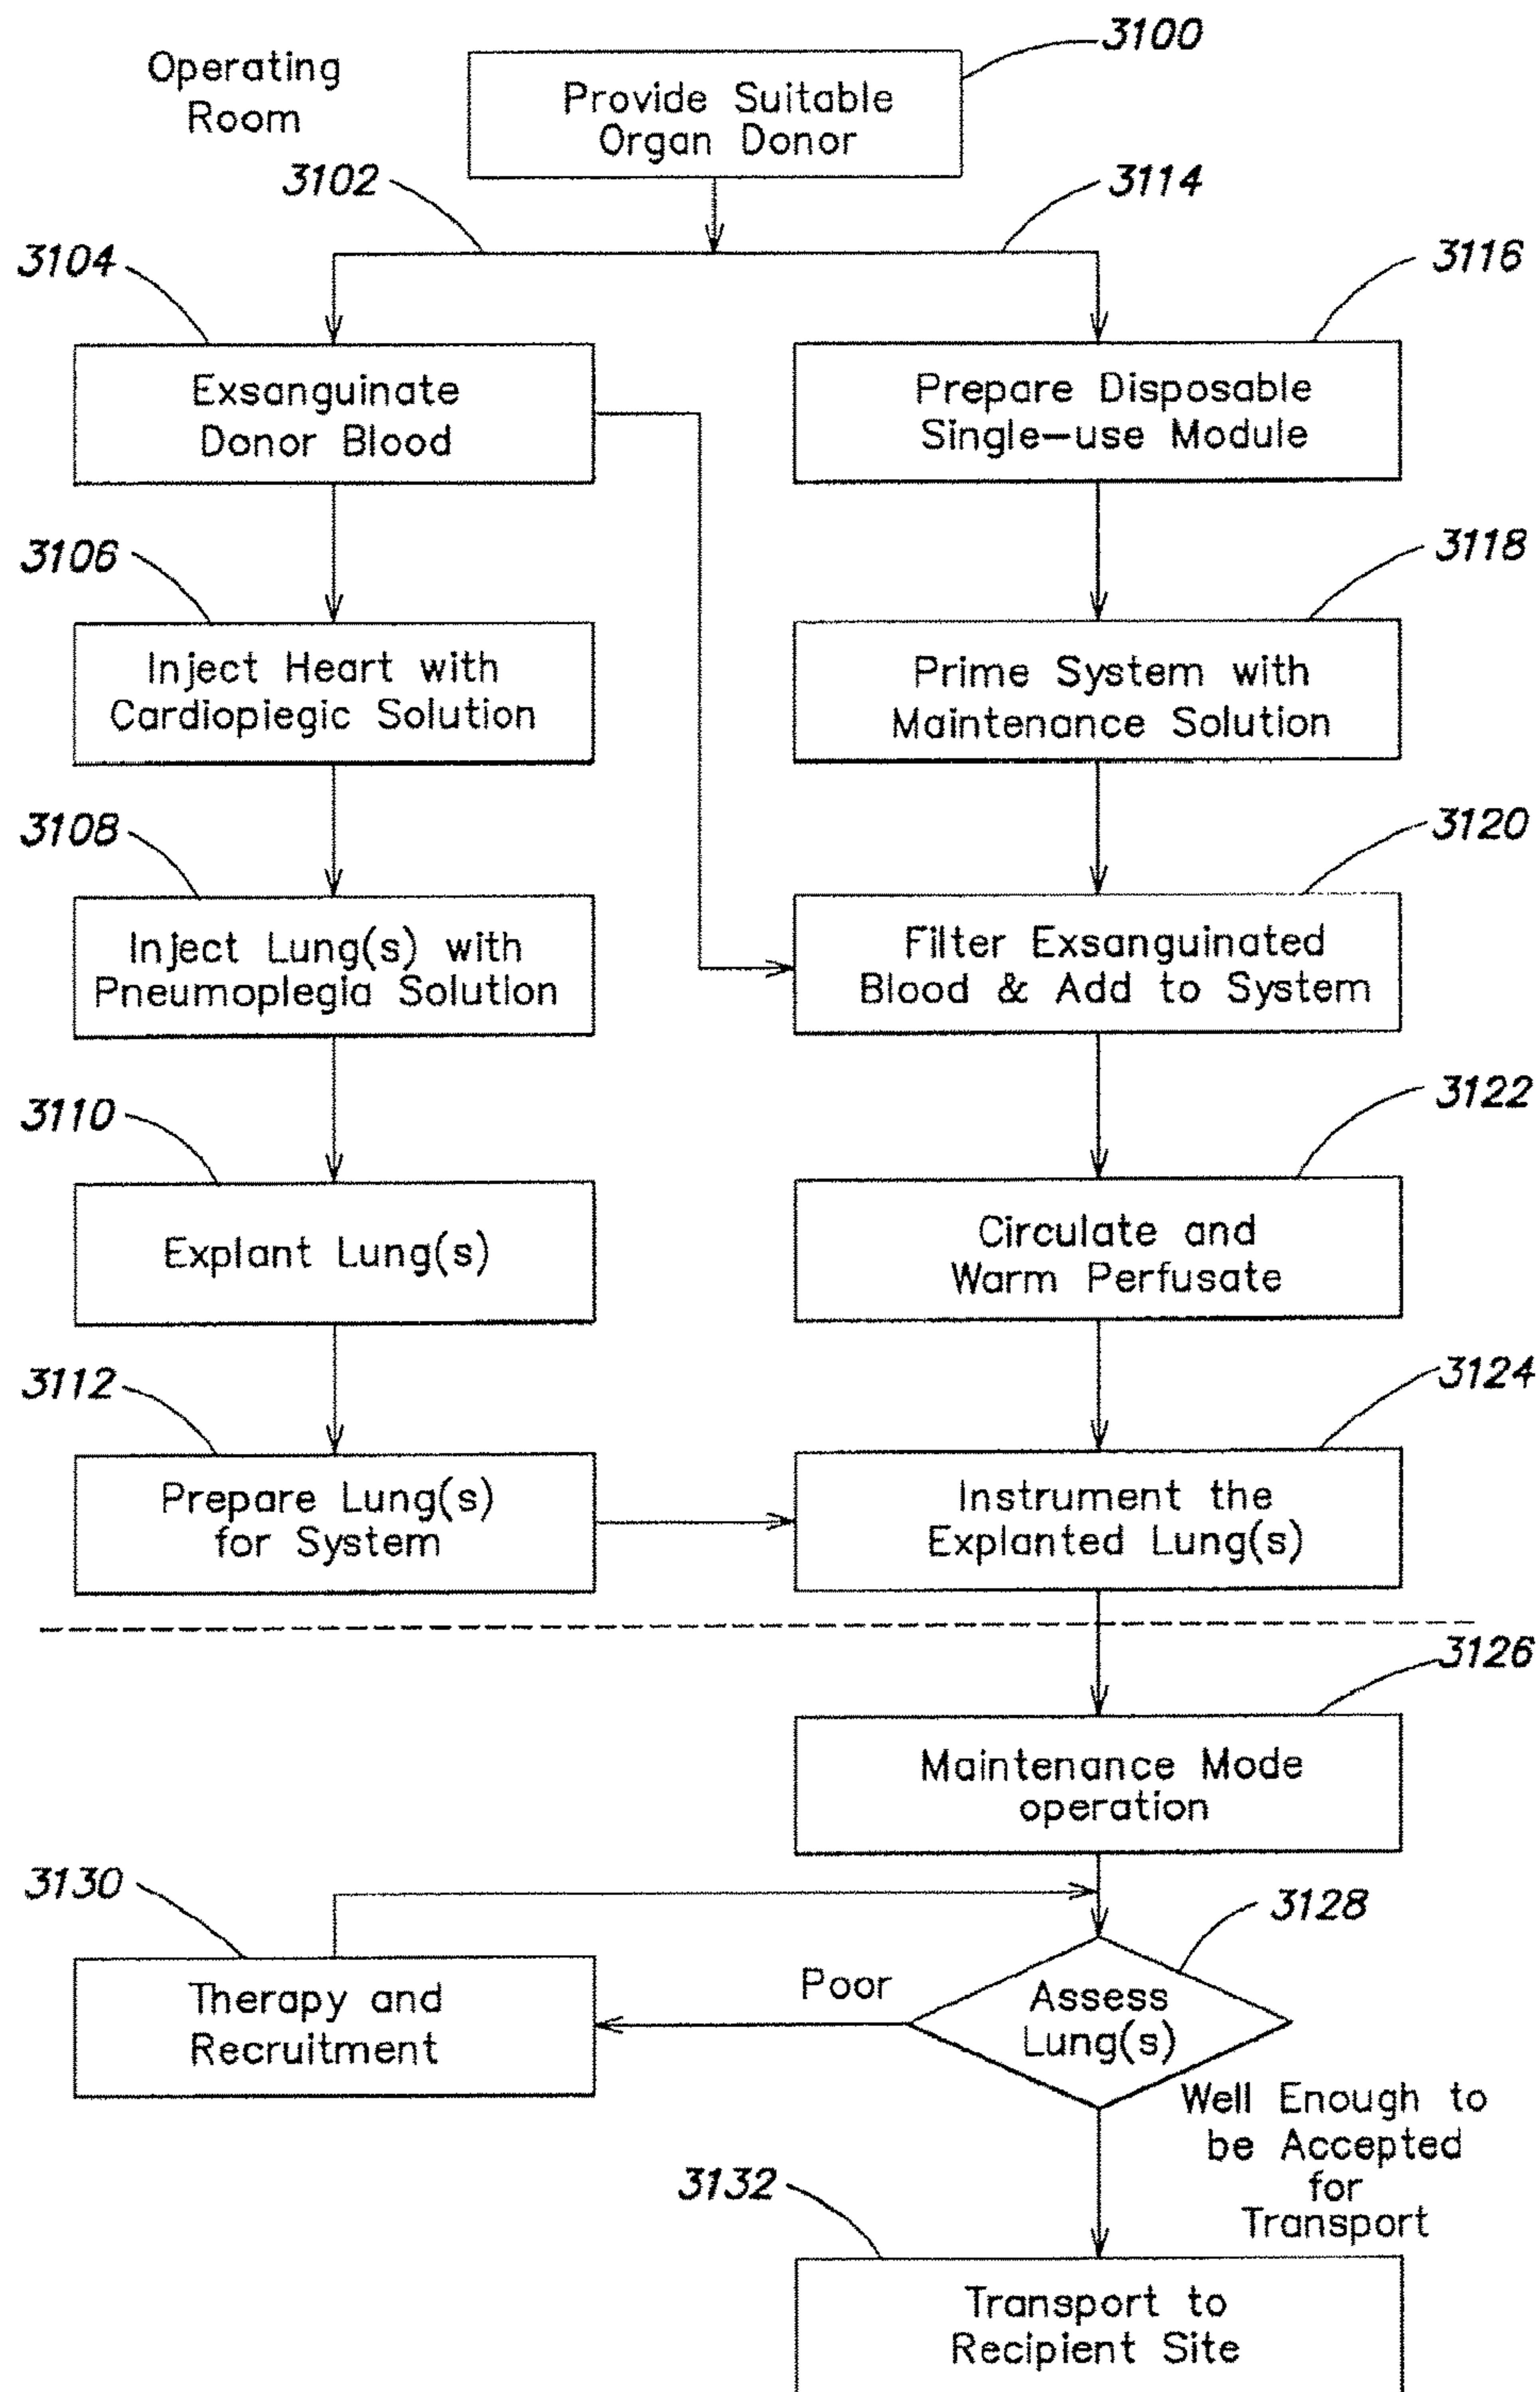 3100
Operating
Room
Provide Suitable
Organ Donor
3102
3114
3104
3116
Exsanguinate
Donor Blood
Prepare Disposable
Single-use Module
3106
3118
Inject Heart with
Cardiopiegic Solution
Prime System with
Maintenance Solution
3108
3120
Inject Lung(s) with
Pneumoplegia Solution
Filter Exsanguinated
Blood & Add to System
3110
3122
Explant Lung(s)
Circulate and
Warm Perfusate
3112
3124
Prepare Lung(s)
for System
Instrument the
Explanted Lung(s)
3126
Maintenance Mode
operation
3130
3128
Therapy and
Recruitment
Poor
Assess
Lung(s)
Well Enough to
be Accepted
for
Transport
3132
Transport to
Recipient Site